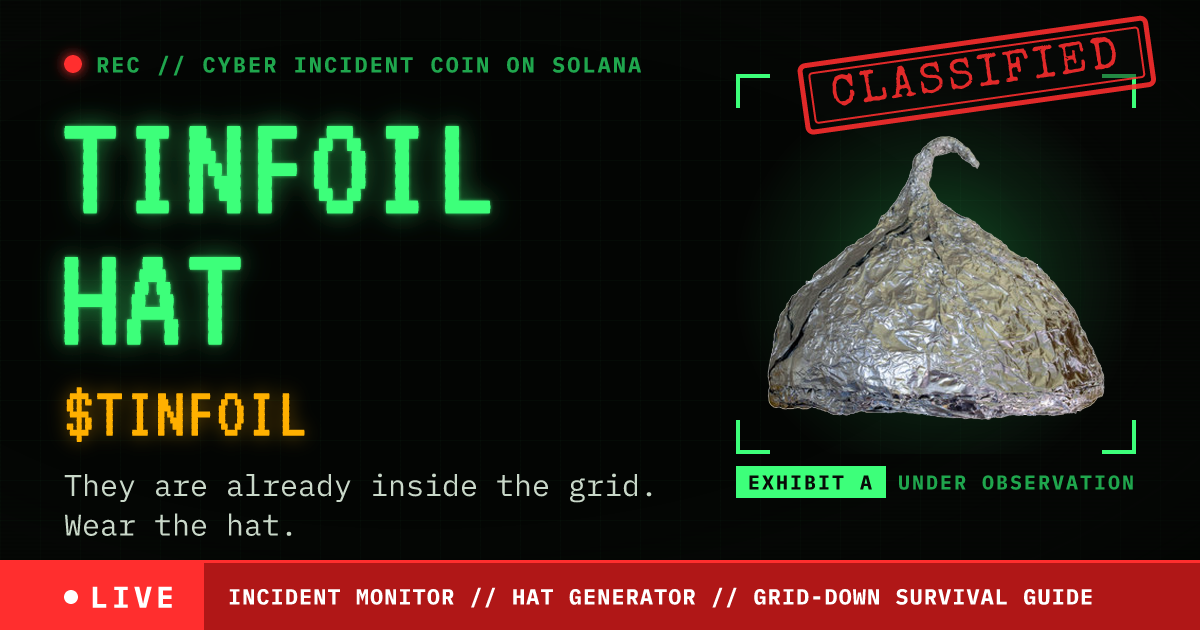 REC // CYBER INCIDENT COIN ON SOLANA
TINFOIL
HAT
$TINFOIL
They are already inside the grid.
Wear the hat.
CLASSIFIED
EXHIBIT A UNDER OBSERVATION
LIVE INCIDENT MONITOR // HAT GENERATOR // GRID-DOWN SURVIVAL GUIDE